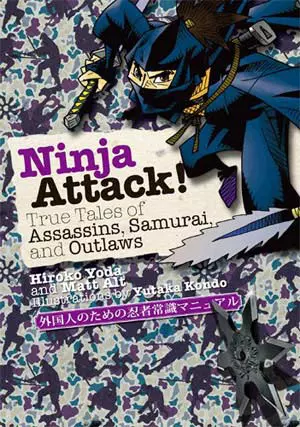 Ninja
Attack!
True Tales of
Assassins, Samurai,
and Outlaws
Hiroko Yoda
and Matt Alt
Illustrations by Yutaka Kondo
外国人のための忍者常識マニュアル